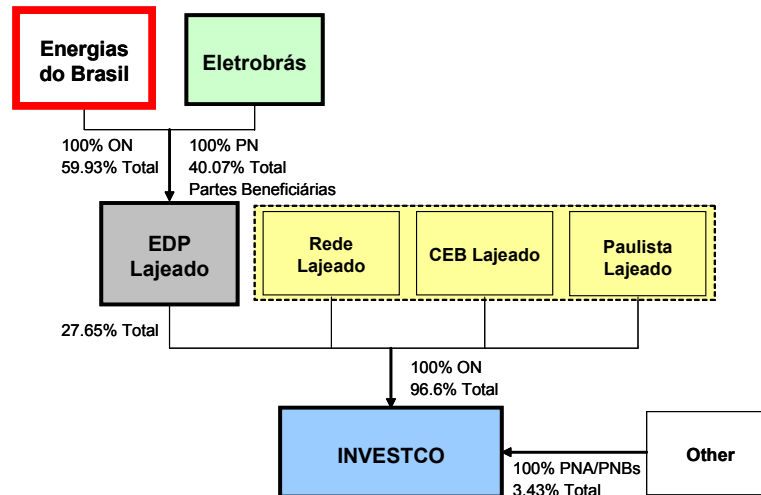 Energias
do Brasil
Eletrobrás
100% ON
59.93% Total
100% PN
40.07% Total
Partes Beneficiárias
EDP
Lajeado
Rede
Lajeado
CEB Lajeado
Paulista
Lajeado
27.65% Total
100% ON
96.6% Total
INVESTCO
100% PNA/PNBs
3.43% Total
Other